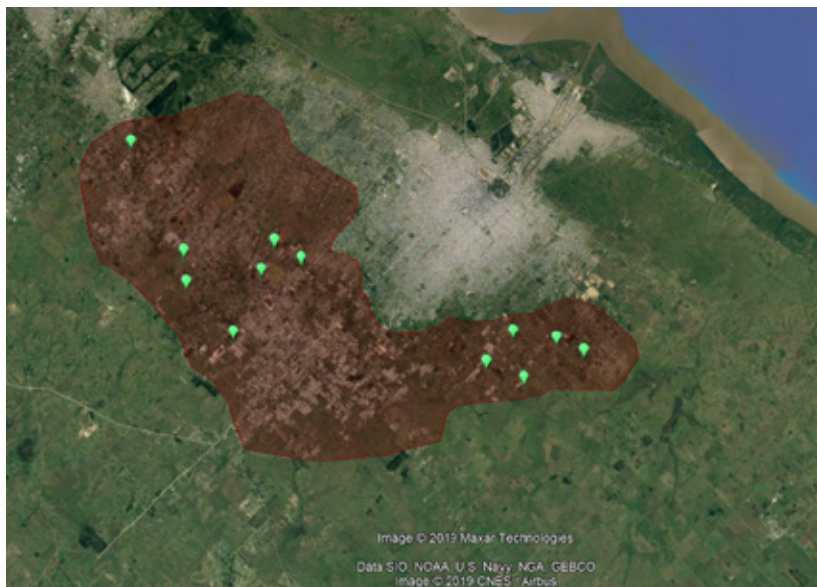 Image © 2019 Maxar Technologies
Data SIO, NOAA, U.S. Navy, NGA, GEBCO
Image © 2019 CNES / Airbus